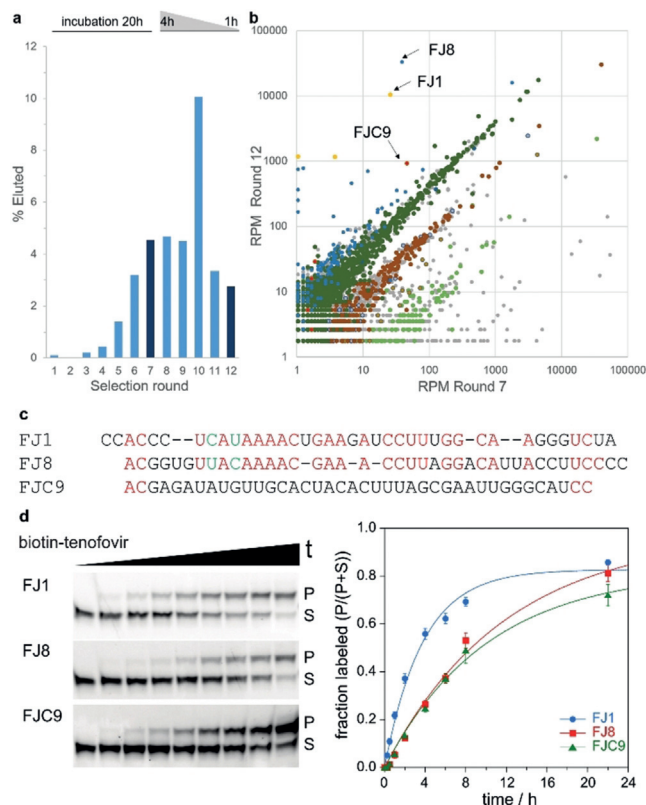 a
incubation 20h 4h 1h
% Eluted
12
10
8
6
4
2
0
1 2 3 4 5 6 7 8 9 10 11 12
Selection round
b
RPM Round 12
100000
10000
1000
100
10
1
FJ8
FJ1
FJC9
1 10 100 1000 10000 100000
RPM Round 7
c
FJ1 CCACCC--UCAUAAAACUGAAGAUCCUUUGG-CA--AGGGUCUA
FJ8 ACGGUGUUACAAAAC-GAA-A-CCUUAGGACAUUACCUUCCCC
FJC9 ACGAGAUAUGUUGCACUACACUUUAGCGAAUUGGGCAUCC
d
biotin-tenofovir
t
FJ1
P
S
FJ8
P
S
FJC9
P
S
fraction labeled (P/(P+S))
1.0
0.8
0.6
0.4
0.2
0.0
FJ1
FJ8
FJC9
0 4 8 12 16 20 24
time / h